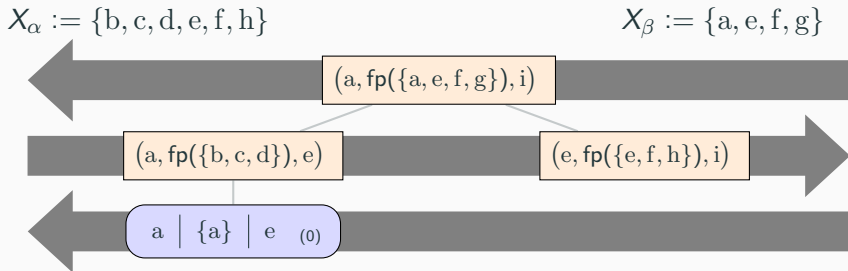 X_α := {b, c, d, e, f, h} X_β := {a, e, f, g}
(a, fp({a, e, f, g}), i)
(a, fp({b, c, d}), e) (e, fp({e, f, h}), i)
a | {a} | e (0)